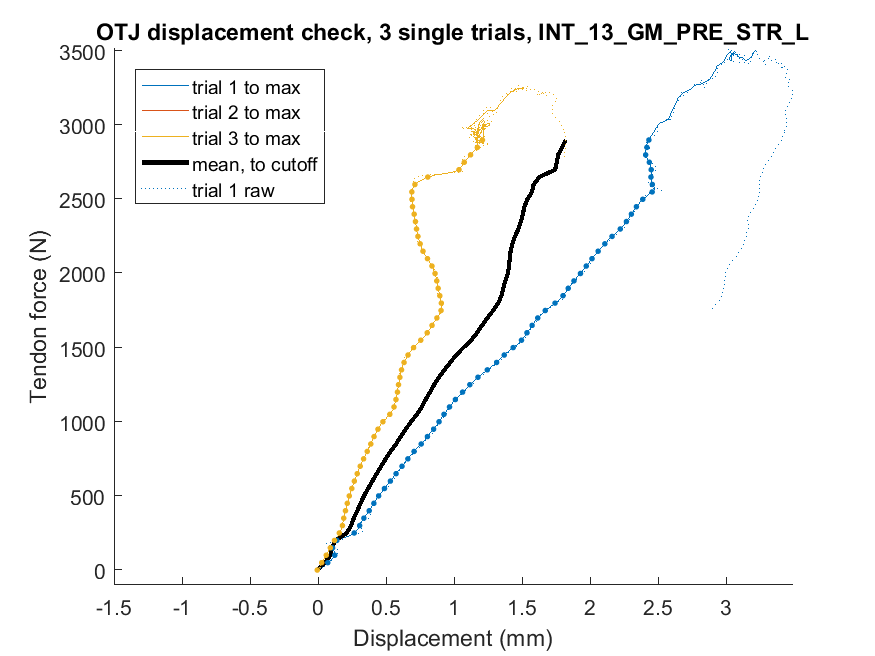 OTJ displacement check, 3 single trials, INT_13_GM_PRE_STR_L
3500
3000
2500
2000
1500
1000
500
0
Tendon force (N)
trial 1 to max
trial 2 to max
trial 3 to max
mean, to cutoff
trial 1 raw
-1.5 -1 -0.5 0 0.5 1 1.5 2 2.5 3
Displacement (mm)